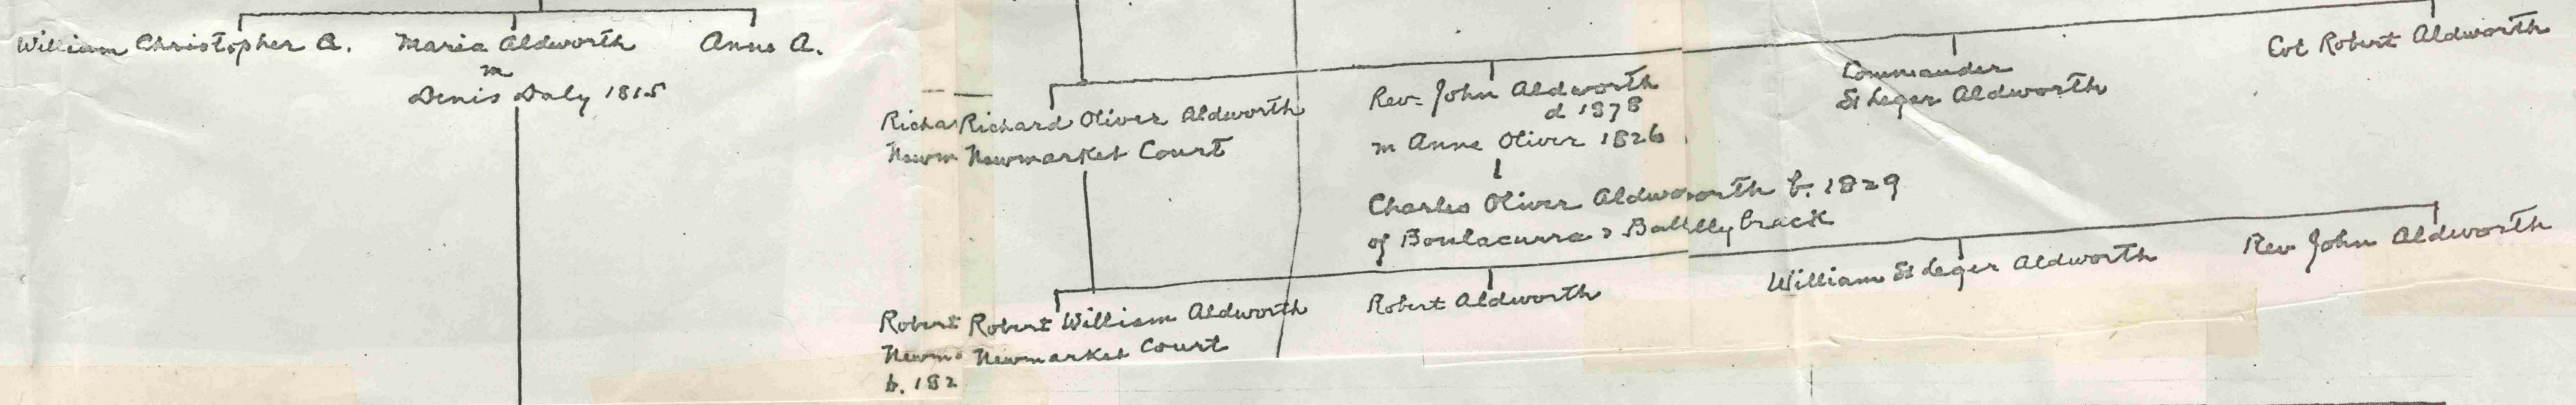 William Christopher A.
Maria Aldworth
m
Denis Daly 1815
Anne A.
Richa Richard Oliver Aldworth
Newm Newmarket Court
Rev. John Aldworth
d 1878
m Anne Oliver 1826
Charles Oliver Aldworth b. 1829
of Boulacurra &
Commander
St Leger Aldworth
Col Robert Aldworth
Robert Robert William Aldworth
Newma Newmarket Court
b. 182
Robert Aldworth
William St Leger Aldworth
Rev John Aldworth